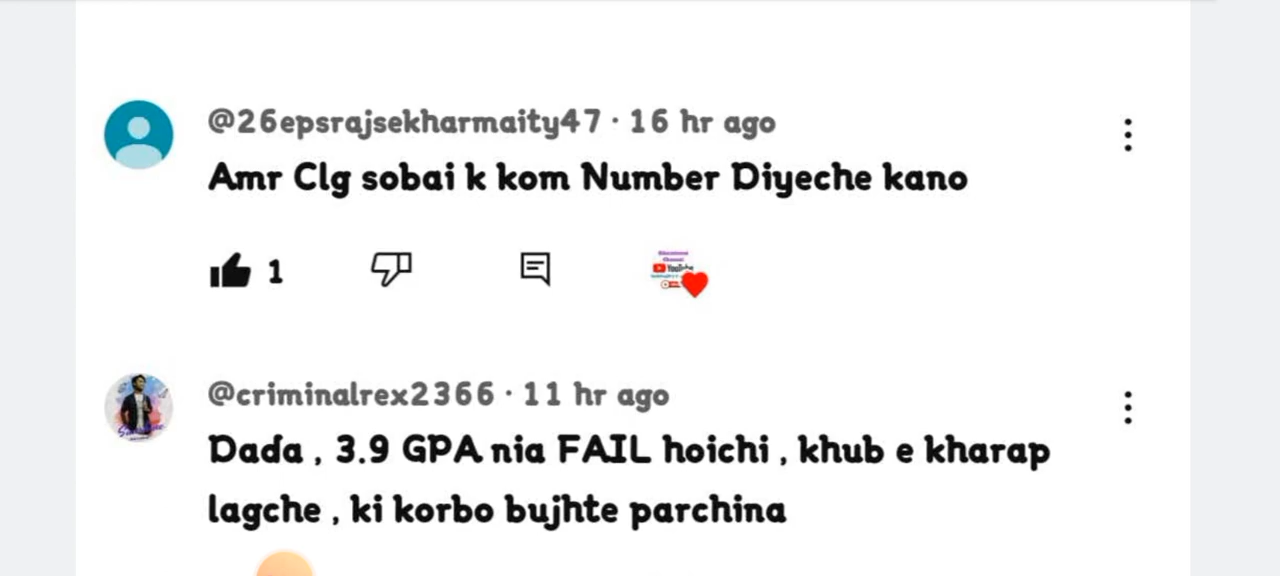 @26epsrajsekharmaity47 · 16 hr ago
Amr Clg sobai k kom Number Diyeche kano
1
YouTube
@criminalrex2366 · 11 hr ago
Dada , 3.9 GPA nia FAIL hoichi , khub e kharap
lagche , ki korbo bujhte parchina